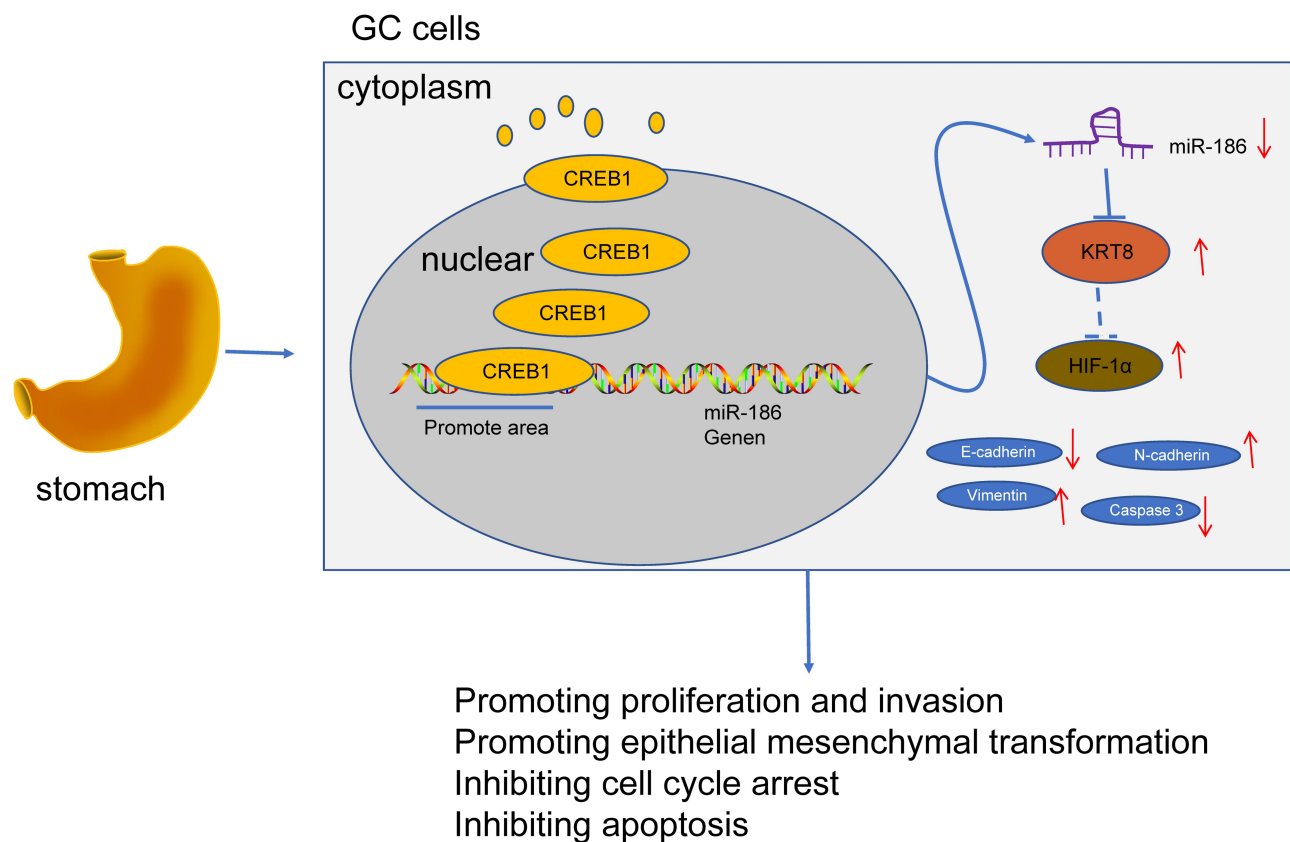 GC cells
cytoplasm
CREB1
nuclear
CREB1
CREB1
CREB1
Promote area
miR-186
Genen
stomach
miR-186
KRT8
HIF-1α
E-cadherin
N-cadherin
Vimentin
Caspase 3
Promoting proliferation and invasion
Promoting epithelial mesenchymal transformation
Inhibiting cell cycle arrest
Inhibiting apoptosis